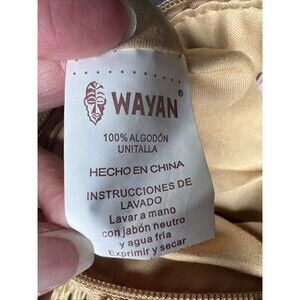 WAYAN
100% ALGODÓN
UNITALLA
HECHO EN CHINA
INSTRUCCIONES DE
LAVADO
Lavar a mano
con jabón neutro
y agua fria
Exprimir y secar